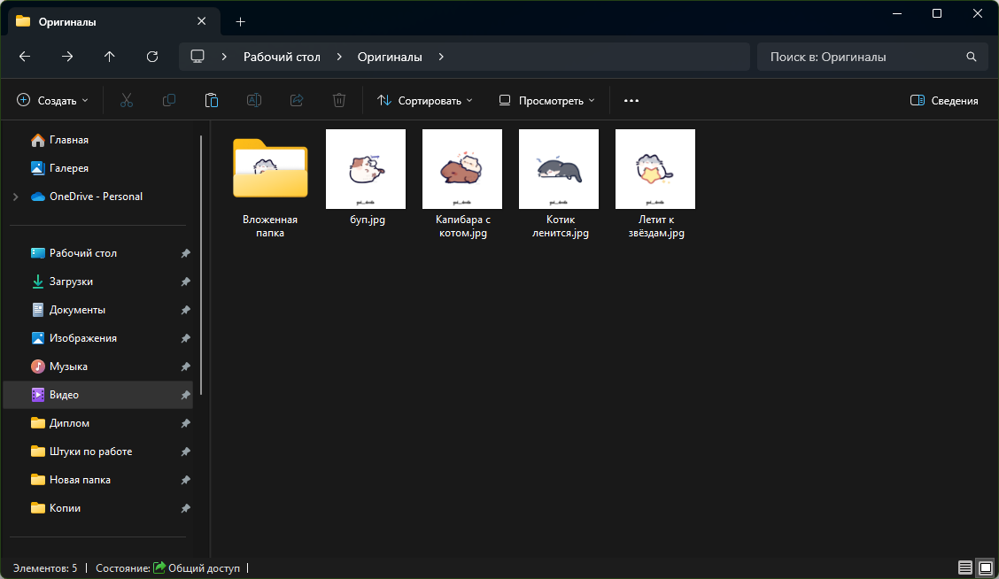 Оригиналы
Рабочий стол
Оригиналы
Поиск в: Оригиналы
Создать
Сортировать
Просмотреть
Сведения
Главная
Галерея
OneDrive - Personal
Рабочий стол
Загрузки
Документы
Изображения
Музыка
Видео
Диплом
Штуки по работе
Новая папка
Копии
Вложенная
папка
буп.jpg
Капибара с
котом.jpg
Котик
ленится.jpg
Летит к
звёздам.jpg
Элементов: 5
Состояние: Общий доступ